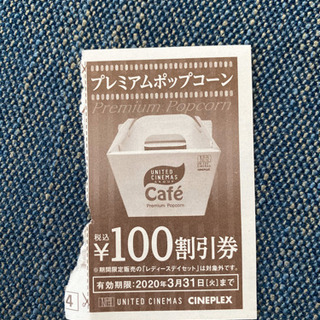 プレミアムポップコーン
Premium Popcorn
UNITED
CINEMAS
Café
Premium Popcorn
税込
¥100割引券
※期間限定販売の「レディースデイセット」は対象外です。
有効期限:2020年3月31日(火)まで
4
UNITED CINEMAS CINEPLEX